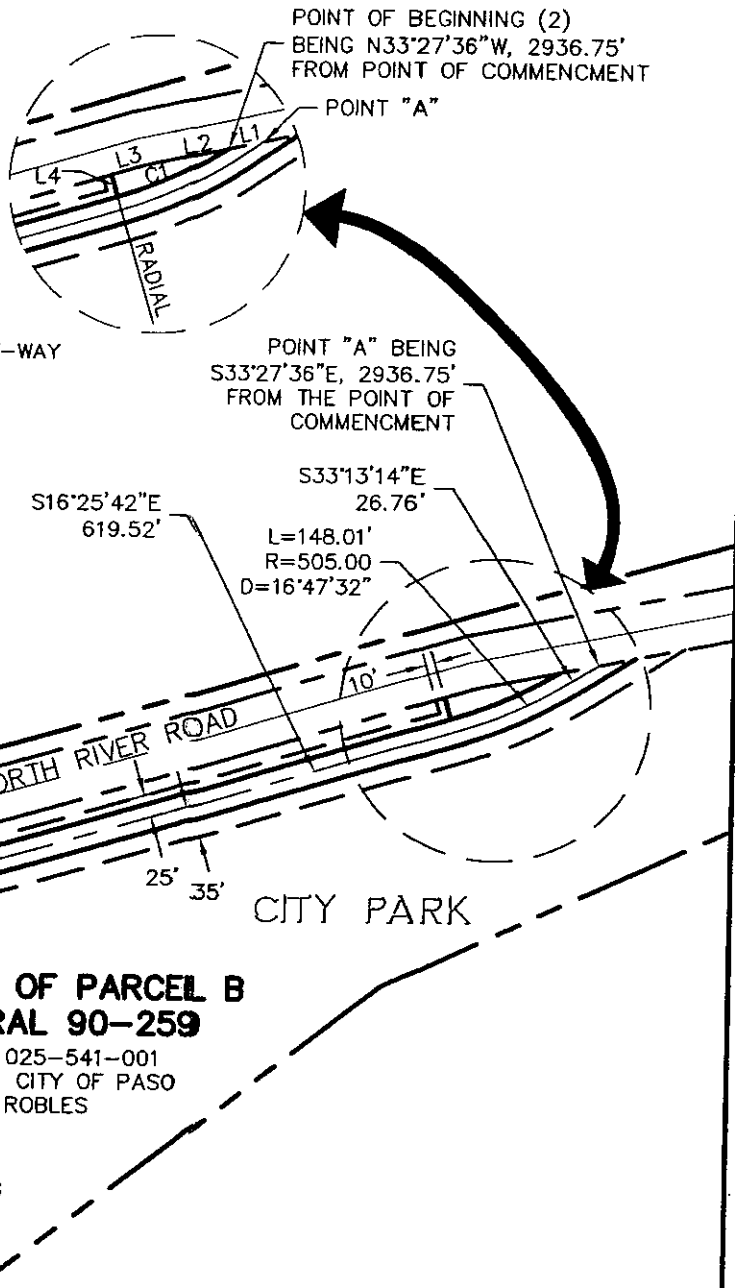 POINT OF BEGINNING (2)
BEING N33°27'36"W, 2936.75'
FROM POINT OF COMMENCMENT
POINT "A"
L1
L2
L3
L4
C1
RADIAL
-WAY
POINT "A" BEING
S33°27'36"E, 2936.75'
FROM THE POINT OF
COMMENCMENT
S16°25'42"E
619.52'
S33°13'14"E
26.76'
L=148.01'
R=505.00
D=16°47'32"
10'
ORTH RIVER ROAD
25'
35'
CITY PARK
OF PARCEL B
RAL 90-259
025-541-001
CITY OF PASO
ROBLES